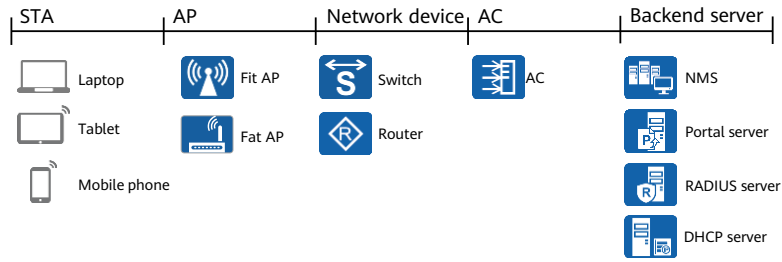 STA AP Network device AC Backend server
Laptop Fit AP S Switch AC NMS
Tablet Fat AP R Router P Portal server
Mobile phone R RADIUS server
DHCP server